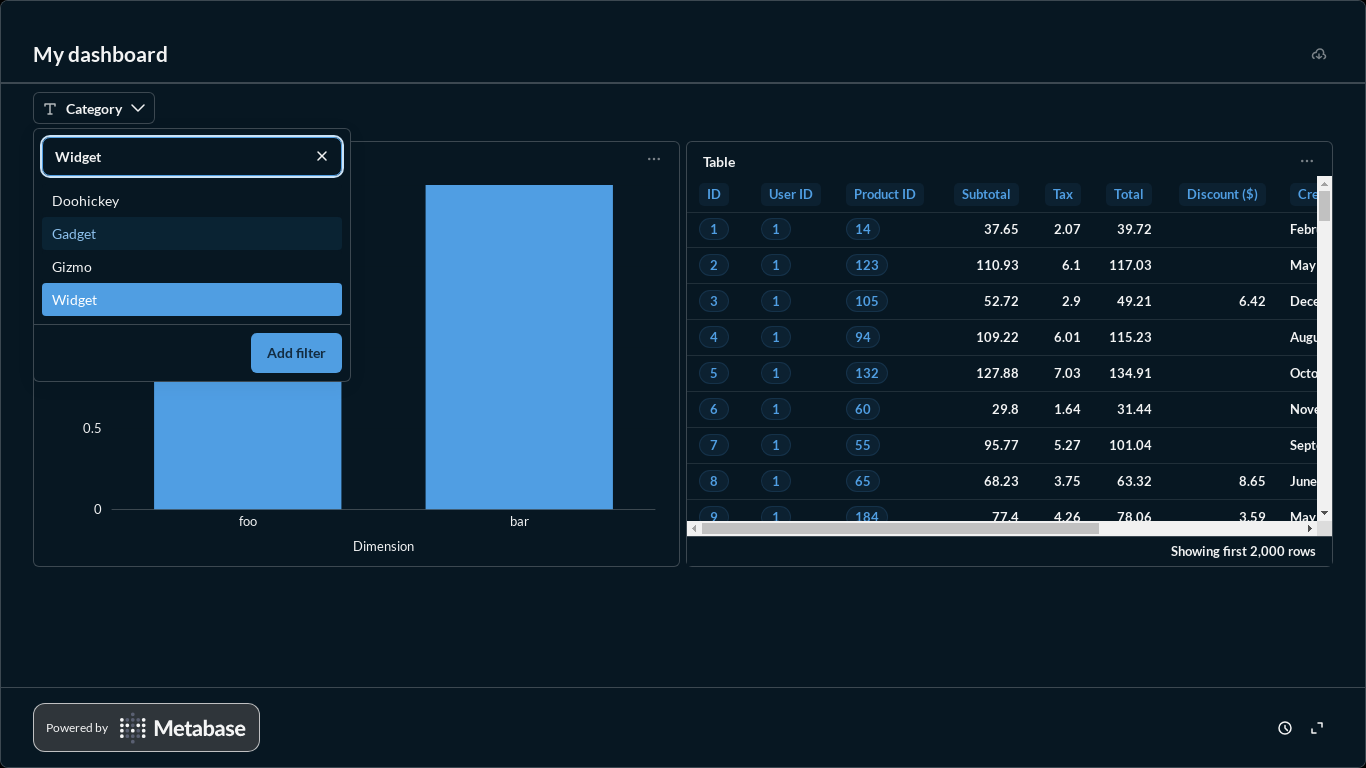 My dashboard
Category
Widget
Doohickey
Gadget
Gizmo
Widget
Add filter
0.5
0
foo bar
Dimension
Table
ID User ID Product ID Subtotal Tax Total Discount ($) Cre
1 1 14 37.65 2.07 39.72 Febru
2 1 123 110.93 6.1 117.03 May
3 1 105 52.72 2.9 49.21 6.42 Dece
4 1 94 109.22 6.01 115.23 Augu
5 1 132 127.88 7.03 134.91 Octo
6 1 60 29.8 1.64 31.44 Nove
7 1 55 95.77 5.27 101.04 Septe
8 1 65 68.23 3.75 63.32 8.65 June
9 1 184 77.4 4.26 78.06 3.59 May
Showing first 2,000 rows
Powered by Metabase